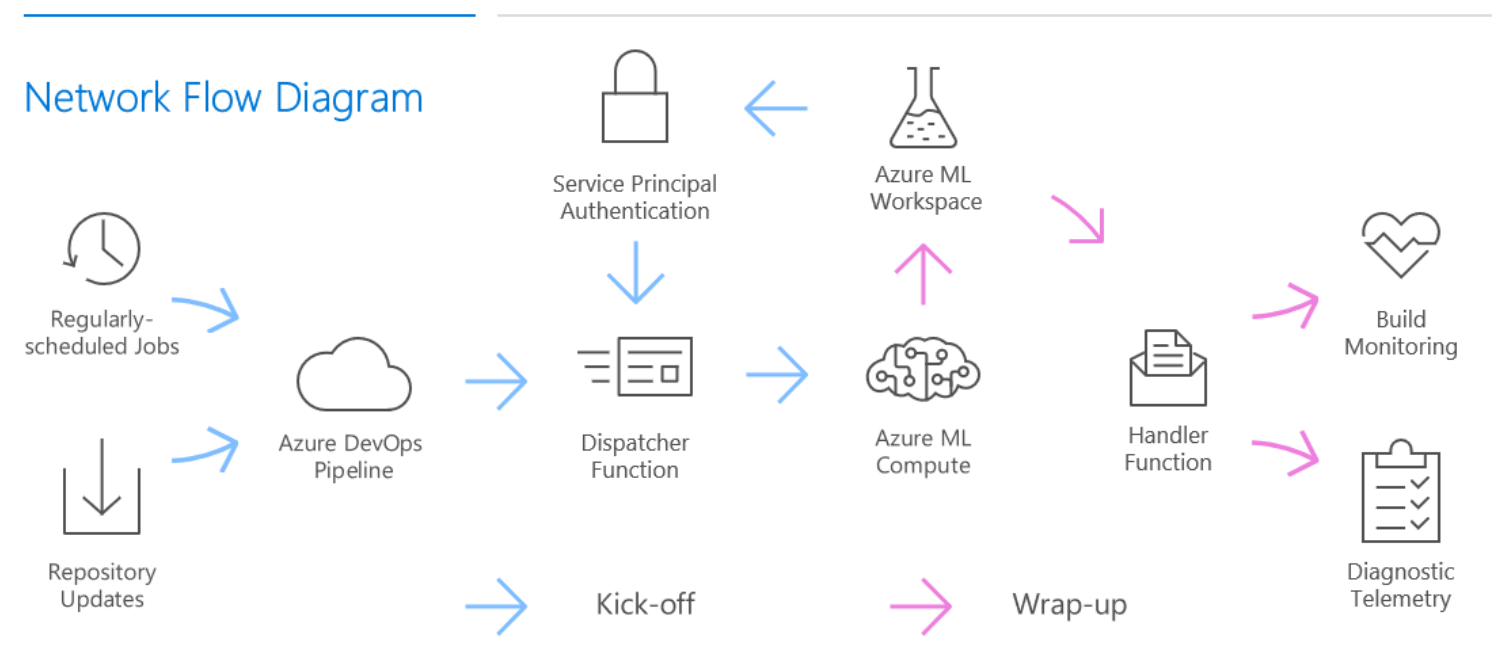 Network Flow Diagram
Service Principal
Authentication
Azure ML
Workspace
Regularly-
scheduled Jobs
Build
Monitoring
Azure DevOps
Pipeline
Dispatcher
Function
Azure ML
Compute
Handler
Function
Repository
Updates
Diagnostic
Telemetry
Kick-off
Wrap-up